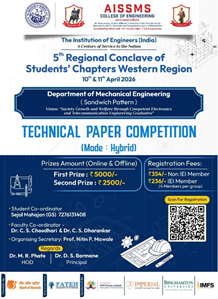 AISSMS
COLLEGE OF ENGINEERING
The Institution of Engineers (India)
A Century of Service to the Nation
5th Regional Conclave of
Students' Chapters Western Region
10th & 11th April 2026
Department of Mechanical Engineering
( Sandwich Pattern )
Vision: "Society Growth and Welfare through Competent Electronics
and Telecommunication Engineering Graduates"
TECHNICAL PAPER COMPETITION
(Mode : Hybrid)
Prizes Amount (Online & Offline)
First Prize : ₹ 5000/-
Second Prize : ₹ 2500/-
Registration Fees:
₹354/- Non IEI Member
₹236/- IEI Member
(4 Members per group)
Scan For Registration
• Student Co-ordinator
Sejal Mahajan (GS) 7276131408
• Faculty Co-ordinator -
Dr. C. S. Choudhari & Dr. C. S. Dharankar
• Organising Secretary: Prof. Nitin P. Mawale
Regards
Dr. M. R. Phate
HOD
Dr. D. S. Bormane
Principal
PATEH
IMPERIAL
BINGHAMTON
UNIVERSITY
IMFS